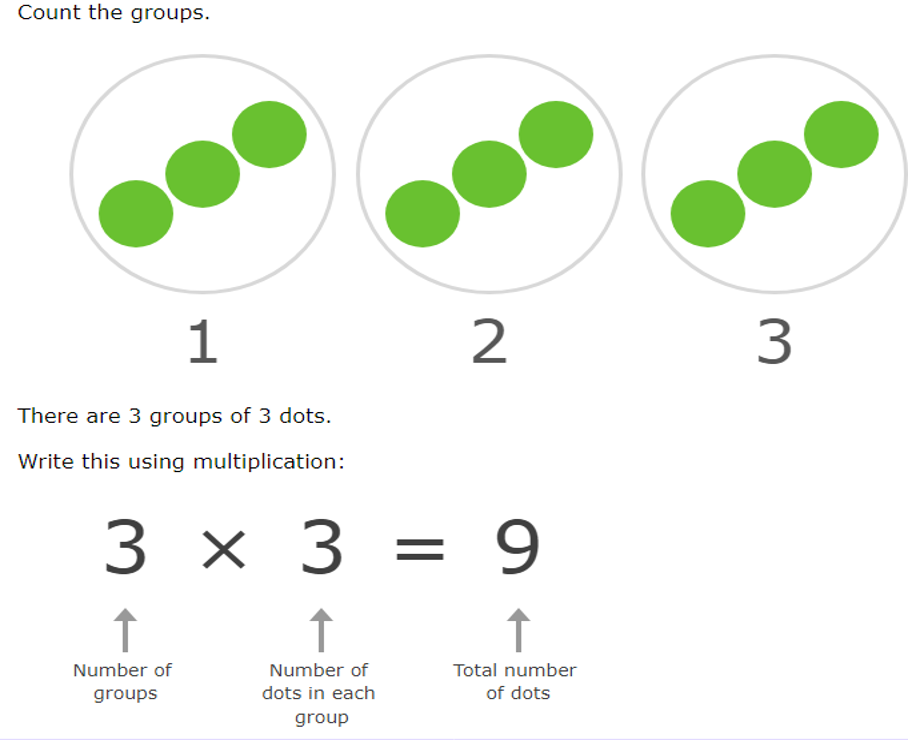 Count the groups.
1 2 3
There are 3 groups of 3 dots.
Write this using multiplication:
3 × 3 = 9
Number of groups
Number of dots in each group
Total number of dots